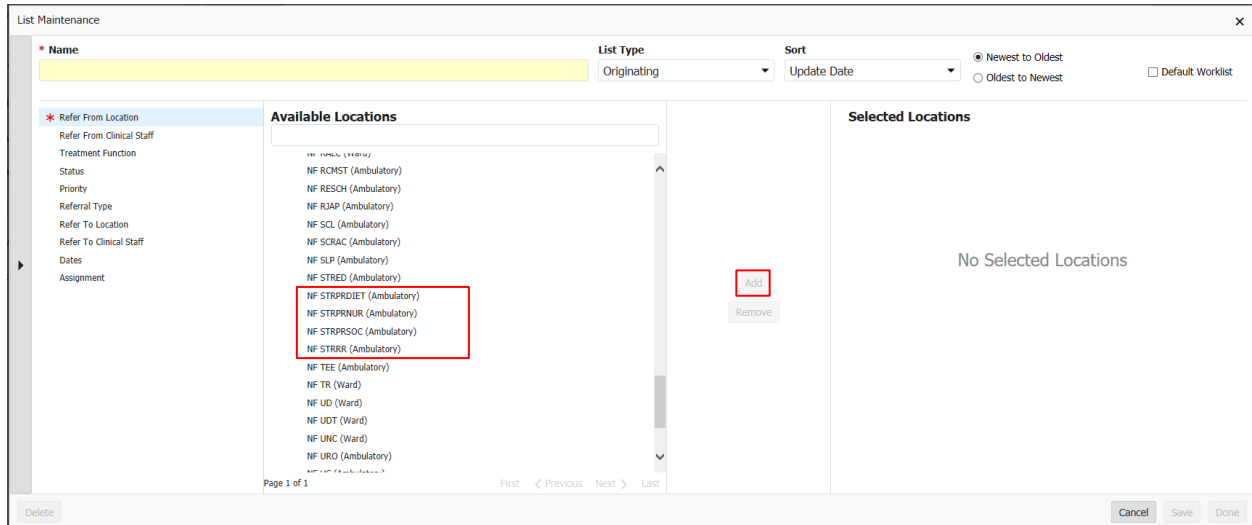 List Maintenance
* Name
List Type
Sort
Originating
Update Date
Newest to Oldest
Oldest to Newest
Default Worklist
* Refer From Location
Refer From Clinical Staff
Treatment Function
Status
Priority
Referral Type
Refer To Location
Refer To Clinical Staff
Dates
Assignment
Available Locations
NF RALC (Ward)
NF RCMST (Ambulatory)
NF RESCH (Ambulatory)
NF RJAP (Ambulatory)
NF SCL (Ambulatory)
NF SCRAC (Ambulatory)
NF SLP (Ambulatory)
NF STRED (Ambulatory)
NF STRPRDIET (Ambulatory)
NF STRPRNUR (Ambulatory)
NF STRPRSOC (Ambulatory)
NF STRRR (Ambulatory)
NF TEE (Ambulatory)
NF TR (Ward)
NF UD (Ward)
NF UDT (Ward)
NF UNC (Ward)
NF URO (Ambulatory)
Page 1 of 1
First Previous Next Last
Add
Remove
Selected Locations
No Selected Locations
Delete
Cancel Save Done